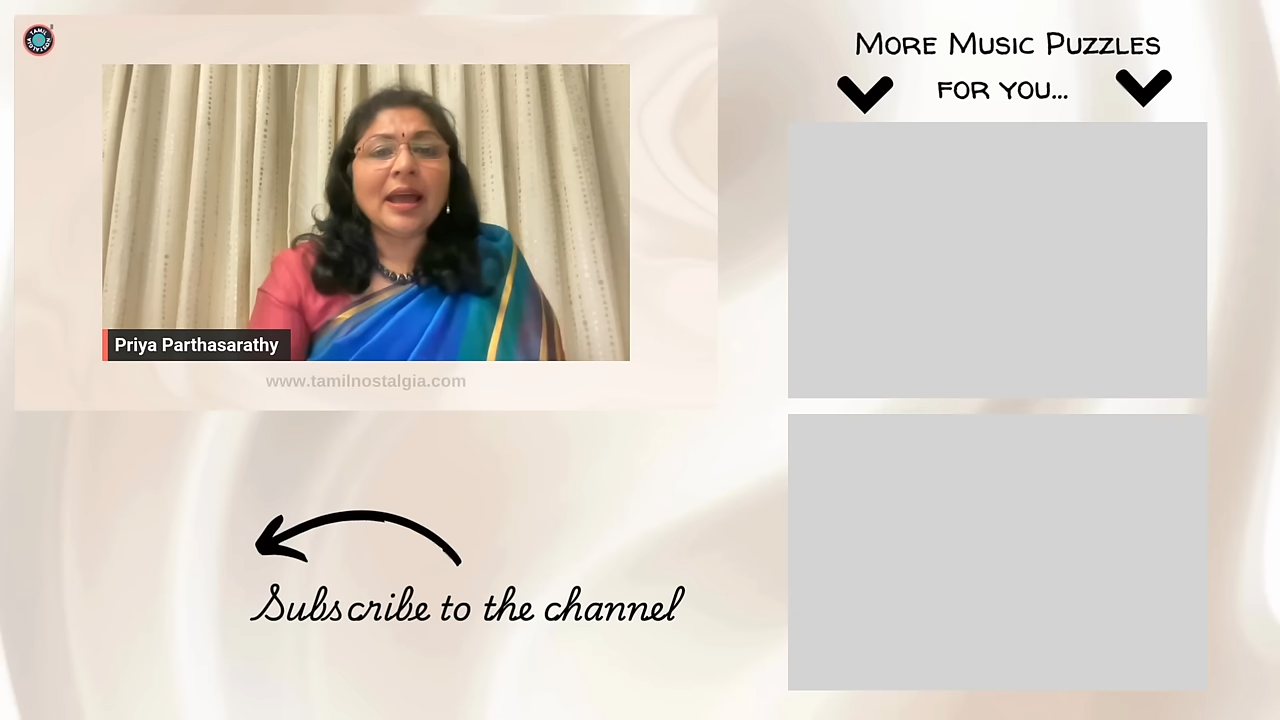 Priya Parthasarathy
www.tamilnostalgia.com
Subscribe to the channel
More Music Puzzles
for you...